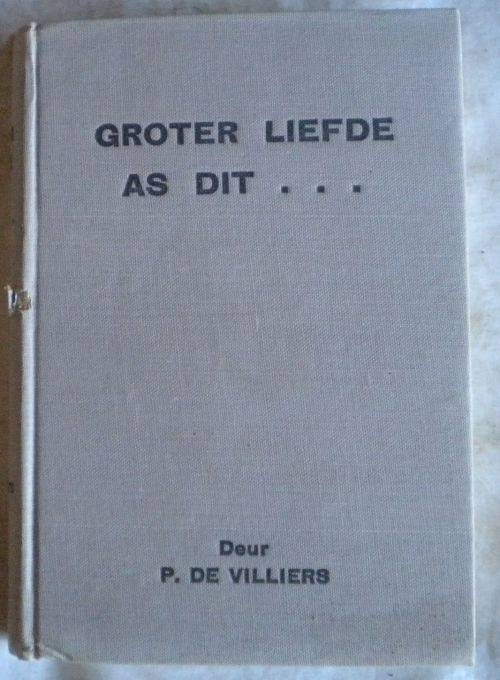 GROTER LIEFDE
AS DIT . . .
Deur
P. DE VILLIERS